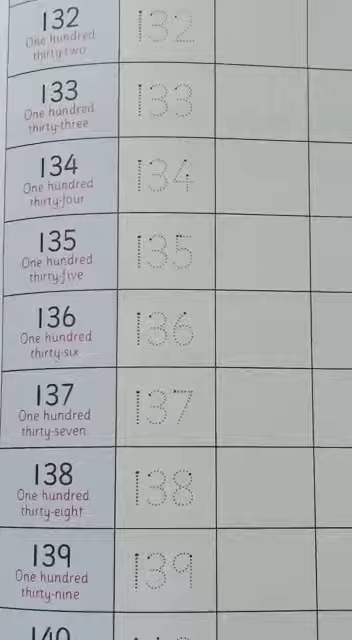 132 132
One hundred
thirty-two
133 133
One hundred
thirty-three
134 134
One hundred
thirty-four
135 135
One hundred
thirty-five
136 136
One hundred
thirty-six
137 137
One hundred
thirty-seven
138 138
One hundred
thirty-eight
139 139
One hundred
thirty-nine
140